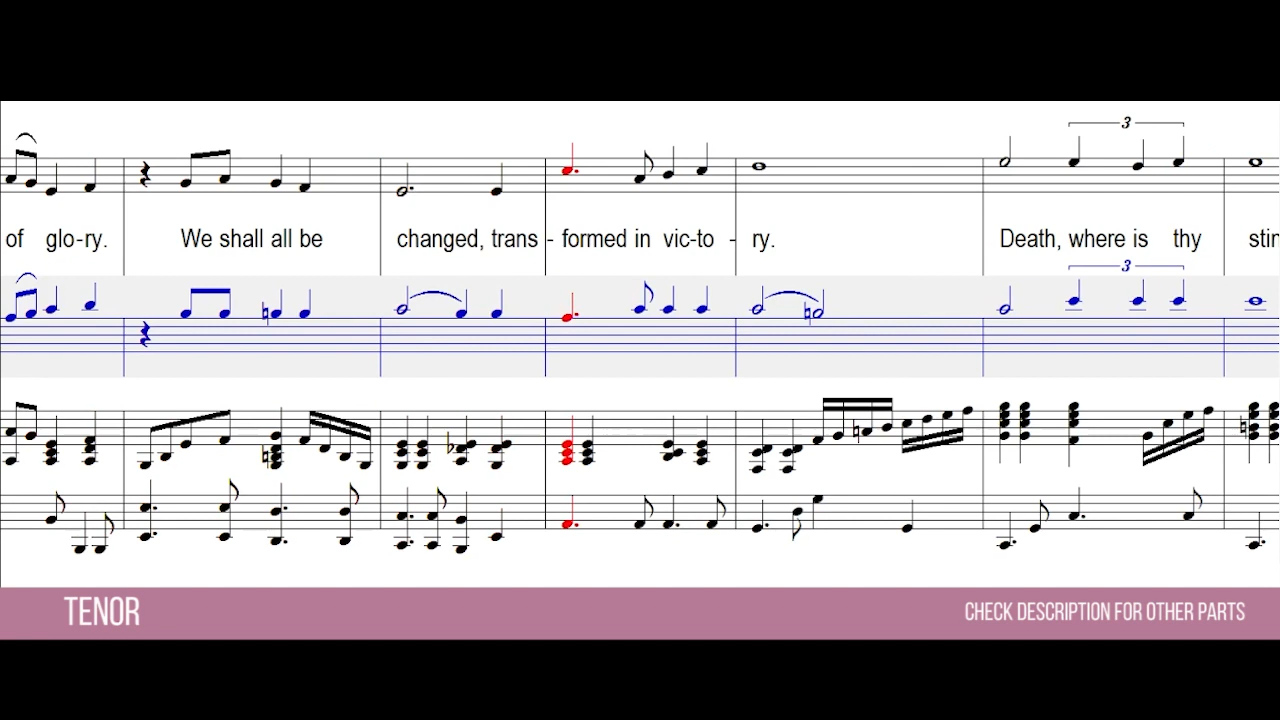 3
of glo-ry. We shall all be changed, trans - formed in vic-to - ry. Death, where is thy stin
3
TENOR
CHECK DESCRIPTION FOR OTHER PARTS